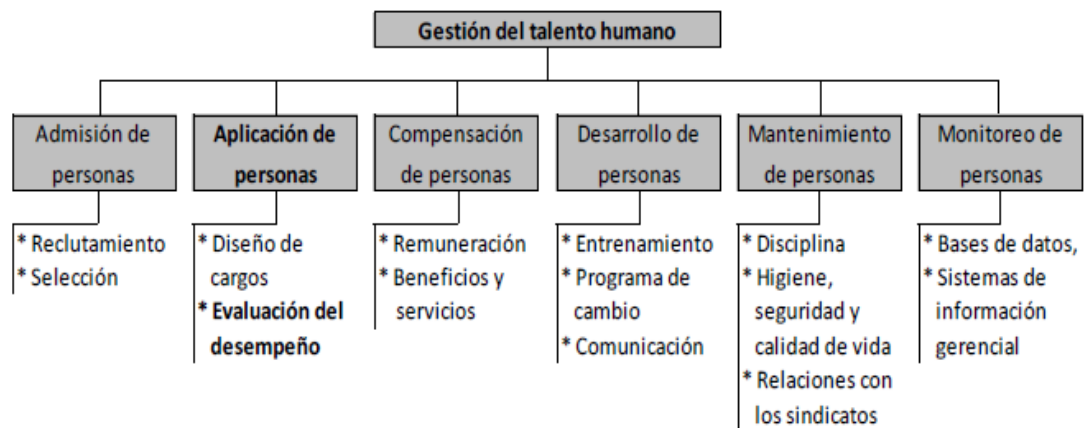 Gestión del talento humano
Admisión de
personas
Aplicación de
personas
Compensación
de personas
Desarrollo de
personas
Mantenimiento
de personas
Monitoreo de
personas
* Reclutamiento
* Selección
* Diseño de
cargos
* Evaluación del
desempeño
* Remuneración
* Beneficios y
servicios
* Entrenamiento
* Programa de
cambio
* Comunicación
* Disciplina
* Higiene,
seguridad y
calidad de vida
* Relaciones con
los sindicatos
* Bases de datos,
* Sistemas de
información
gerencial